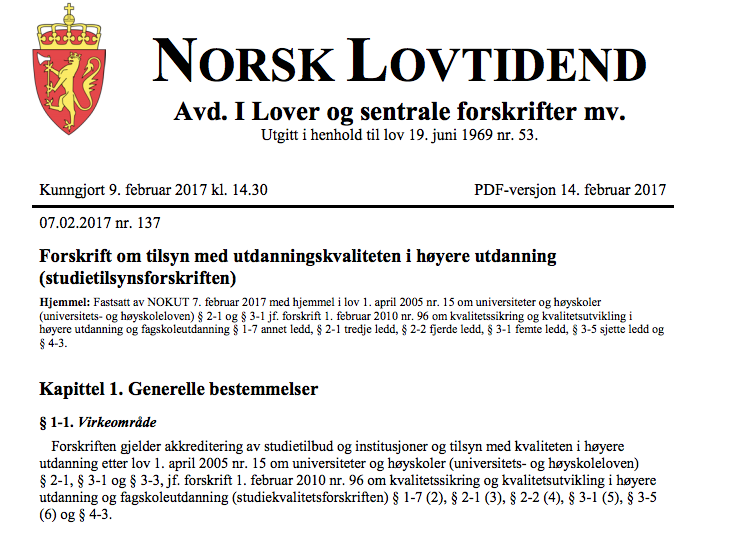 NORSK LOVTIDEND
Avd. I Lover og sentrale forskrifter mv.
Utgitt i henhold til lov 19. juni 1969 nr. 53.
Kunngjort 9. februar 2017 kl. 14.30 PDF-versjon 14. februar 2017
07.02.2017 nr. 137
Forskrift om tilsyn med utdanningskvaliteten i høyere utdanning
(studietilsynsforskriften)
Hjemmel: Fastsatt av NOKUT 7. februar 2017 med hjemmel i lov 1. april 2005 nr. 15 om universiteter og høyskoler
(universitets- og høyskoleloven) § 2-1 og § 3-1 jf. forskrift 1. februar 2010 nr. 96 om kvalitetssikring og kvalitetsutvikling i
høyere utdanning og fagskoleutdanning § 1-7 annet ledd, § 2-1 tredje ledd, § 2-2 fjerde ledd, § 3-1 femte ledd, § 3-5 sjette ledd og
§ 4-3.
Kapittel 1. Generelle bestemmelser
§ 1-1. Virkeområde
Forskriften gjelder akkreditering av studietilbud og institusjoner og tilsyn med kvaliteten i høyere
utdanning etter lov 1. april 2005 nr. 15 om universiteter og høyskoler (universitets- og høyskoleloven)
§ 2-1, § 3-1 og § 3-3, jf. forskrift 1. februar 2010 nr. 96 om kvalitetssikring og kvalitetsutvikling i høyere
utdanning og fagskoleutdanning (studiekvalitetsforskriften) § 1-7 (2), § 2-1 (3), § 2-2 (4), § 3-1 (5), § 3-5
(6) og § 4-3.